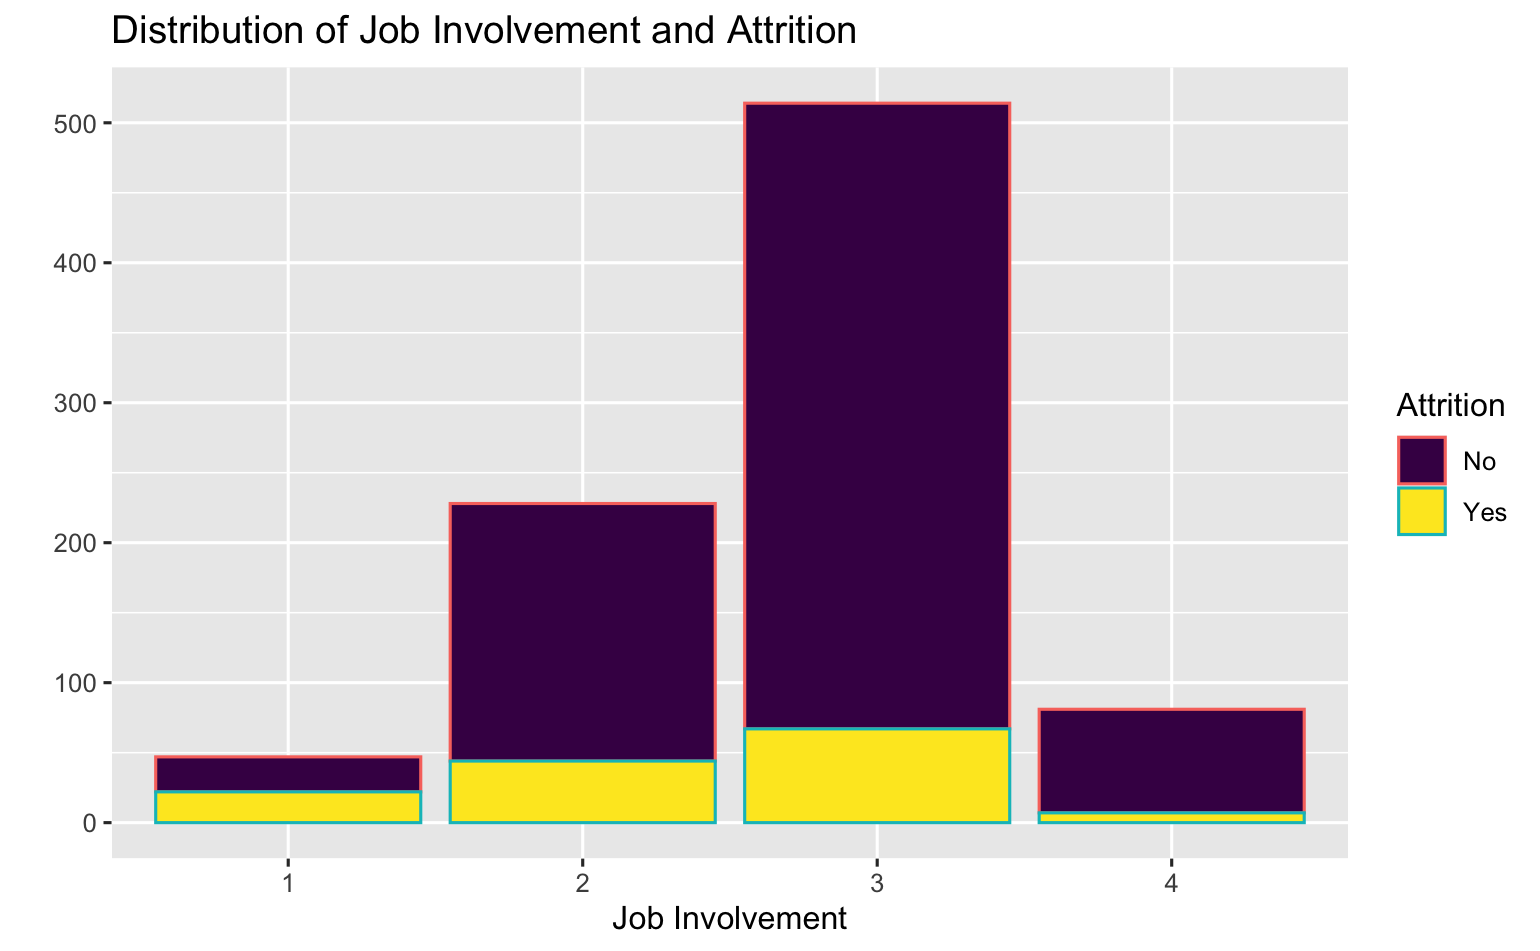 Distribution of Job Involvement and Attrition
500
400
300
200
100
0
1 2 3 4
Job Involvement
Attrition
No
Yes